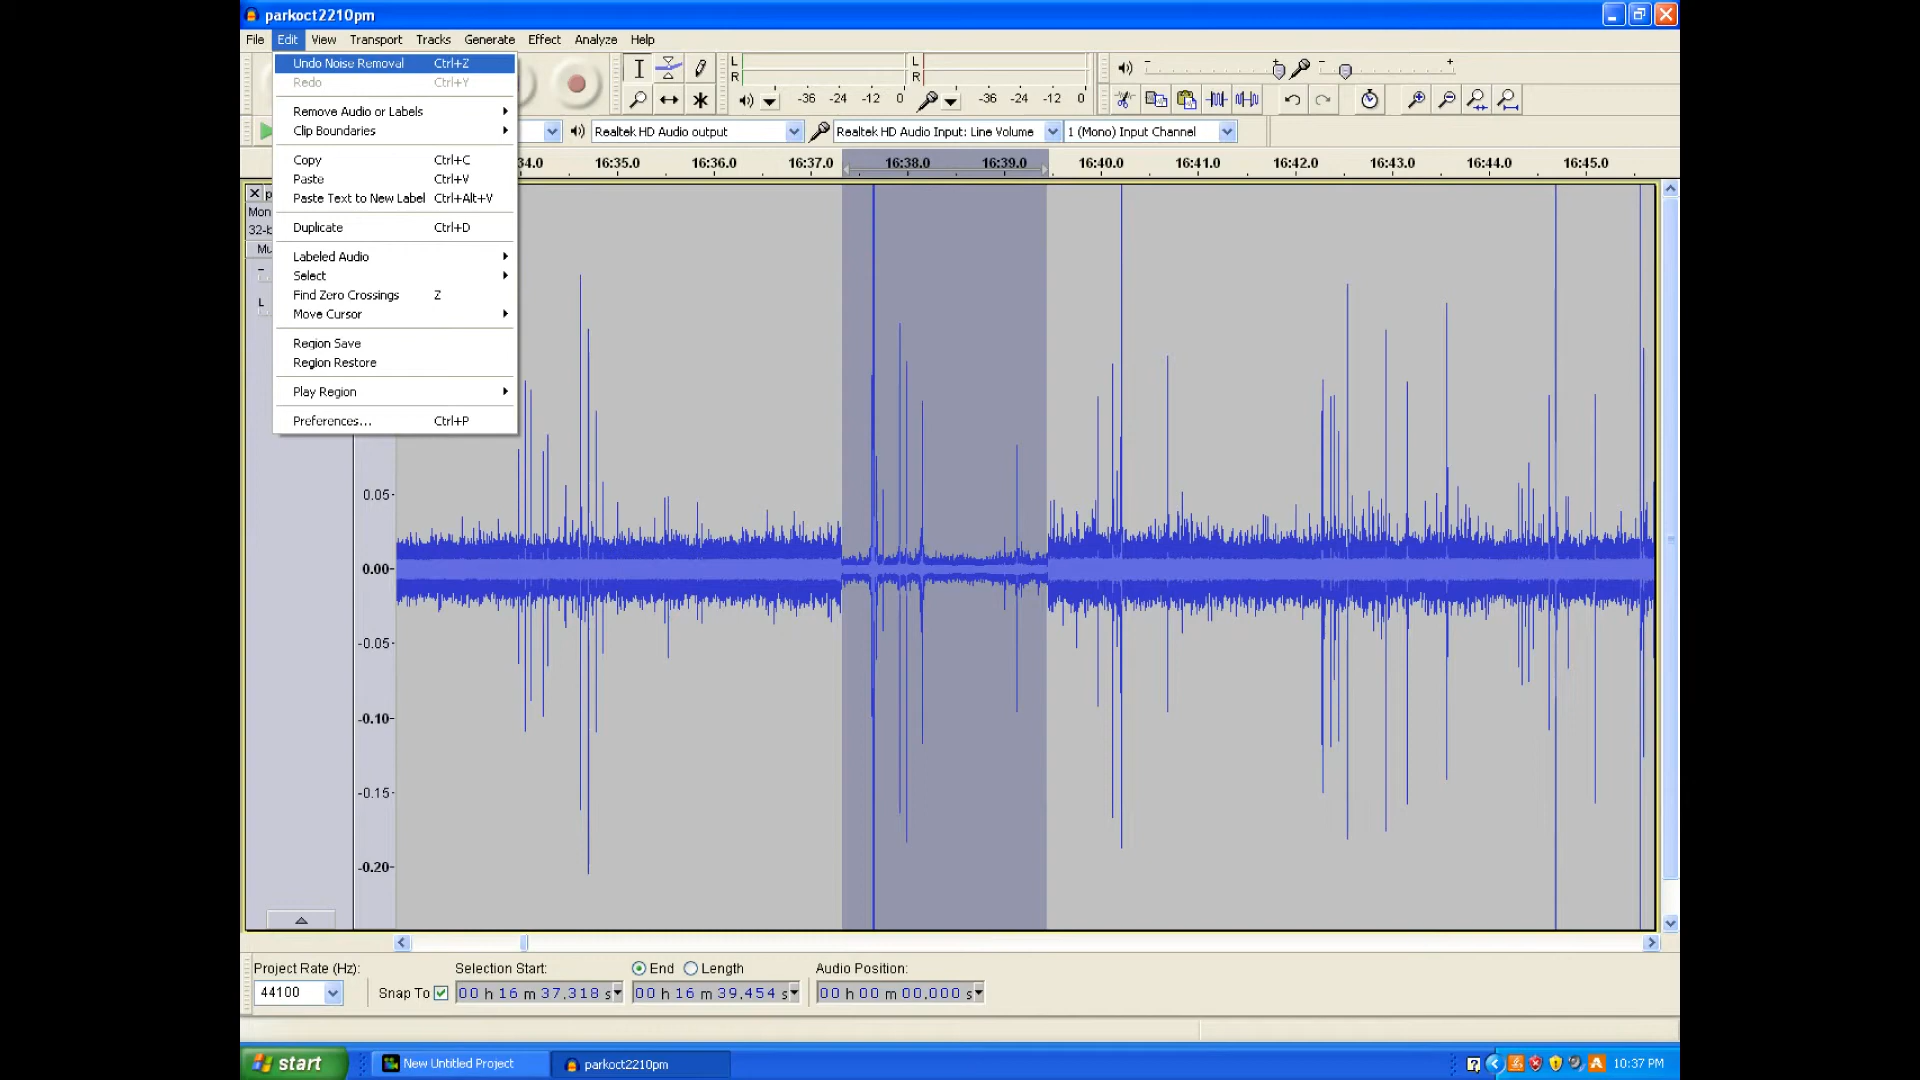 parkoct2210pm
File Edit View Transport Tracks Generate Effect Analyze Help
Undo Noise Removal Ctrl+Z
Redo Ctrl+Y
Remove Audio or Labels
Clip Boundaries
Copy Ctrl+C
Paste Ctrl+V
Paste Text to New Label Ctrl+Alt+V
Duplicate Ctrl+D
Labeled Audio
Select
Find Zero Crossings Z
Move Cursor
Region Save
Region Restore
Play Region
Preferences... Ctrl+P
L L
R R
-36 -24 -12 0 -36 -24 -12 0
Realtek HD Audio output Realtek HD Audio Input: Line Volume 1 (Mono) Input Channel
34.0 16:35.0 16:36.0 16:37.0 16:38.0 16:39.0 16:40.0 16:41.0 16:42.0 16:43.0 16:44.0 16:45.0
p
Mon
32-b
Mu
L
0.05
0.00
-0.05
-0.10
-0.15
-0.20
Project Rate (Hz): Selection Start: End Length Audio Position:
44100 Snap To 00 h 16 m 37.318 s 00 h 16 m 39.454 s 00 h 00 m 00.000 s
start New Untitled Project parkoct2210pm 10:37 PM